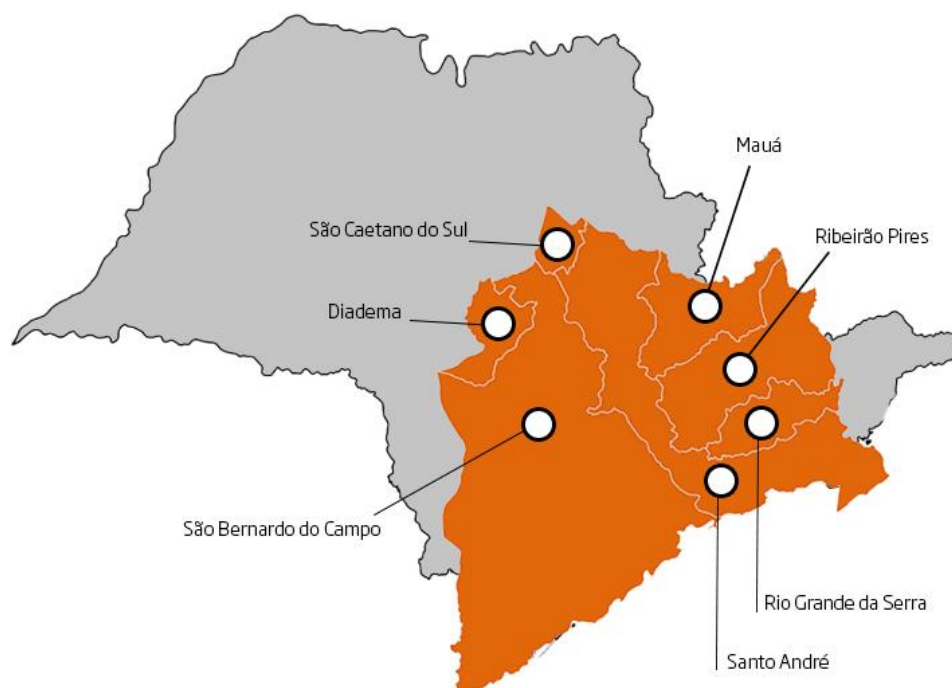 Mauá
São Caetano do Sul
Ribeirão Pires
Diadema
São Bernardo do Campo
Rio Grande da Serra
Santo André